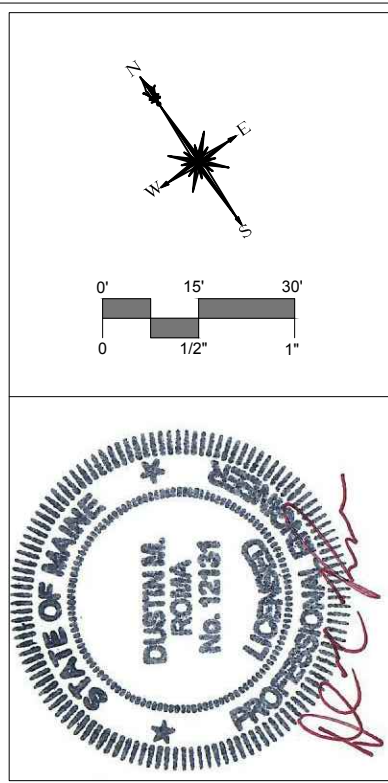 N
E
W
S
0' 15' 30'
0 1/2" 1"
STATE OF MAINE
DUSTIN M.
ROMA
No. 12131
LICENSED
PROFESSIONAL ENGINEER